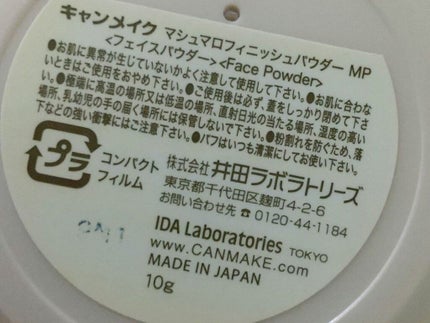 キャンメイク マシュマロフィニッシュパウダー MP
<フェイスパウダー><Face Powder>
●お肌に異常が生じていないかよく注意して使用して下さい。●お肌に合わな
いときはご使用をおやめ下さい。●ご使用後は必ず、蓋をしっかり閉めて下さ
い。●極端に高温の場所又は低温の場所、直射日光の当たる場所、湿度の高い
場所、乳幼児の手の届く場所には保管しないで下さい。●粉割れを防ぐため、落
下などの強い衝撃にはご注意下さい。●パフはいつも清潔にしてお使い下さい。
プラ
コンパクト
フィルム
株式会社 井田ラボラトリーズ
東京都千代田区麹町4-2-6
お問い合わせ先 ☎ 0120-44-1184
IDA Laboratories TOKYO
www.CANMAKE.com
MADE IN JAPAN
10g